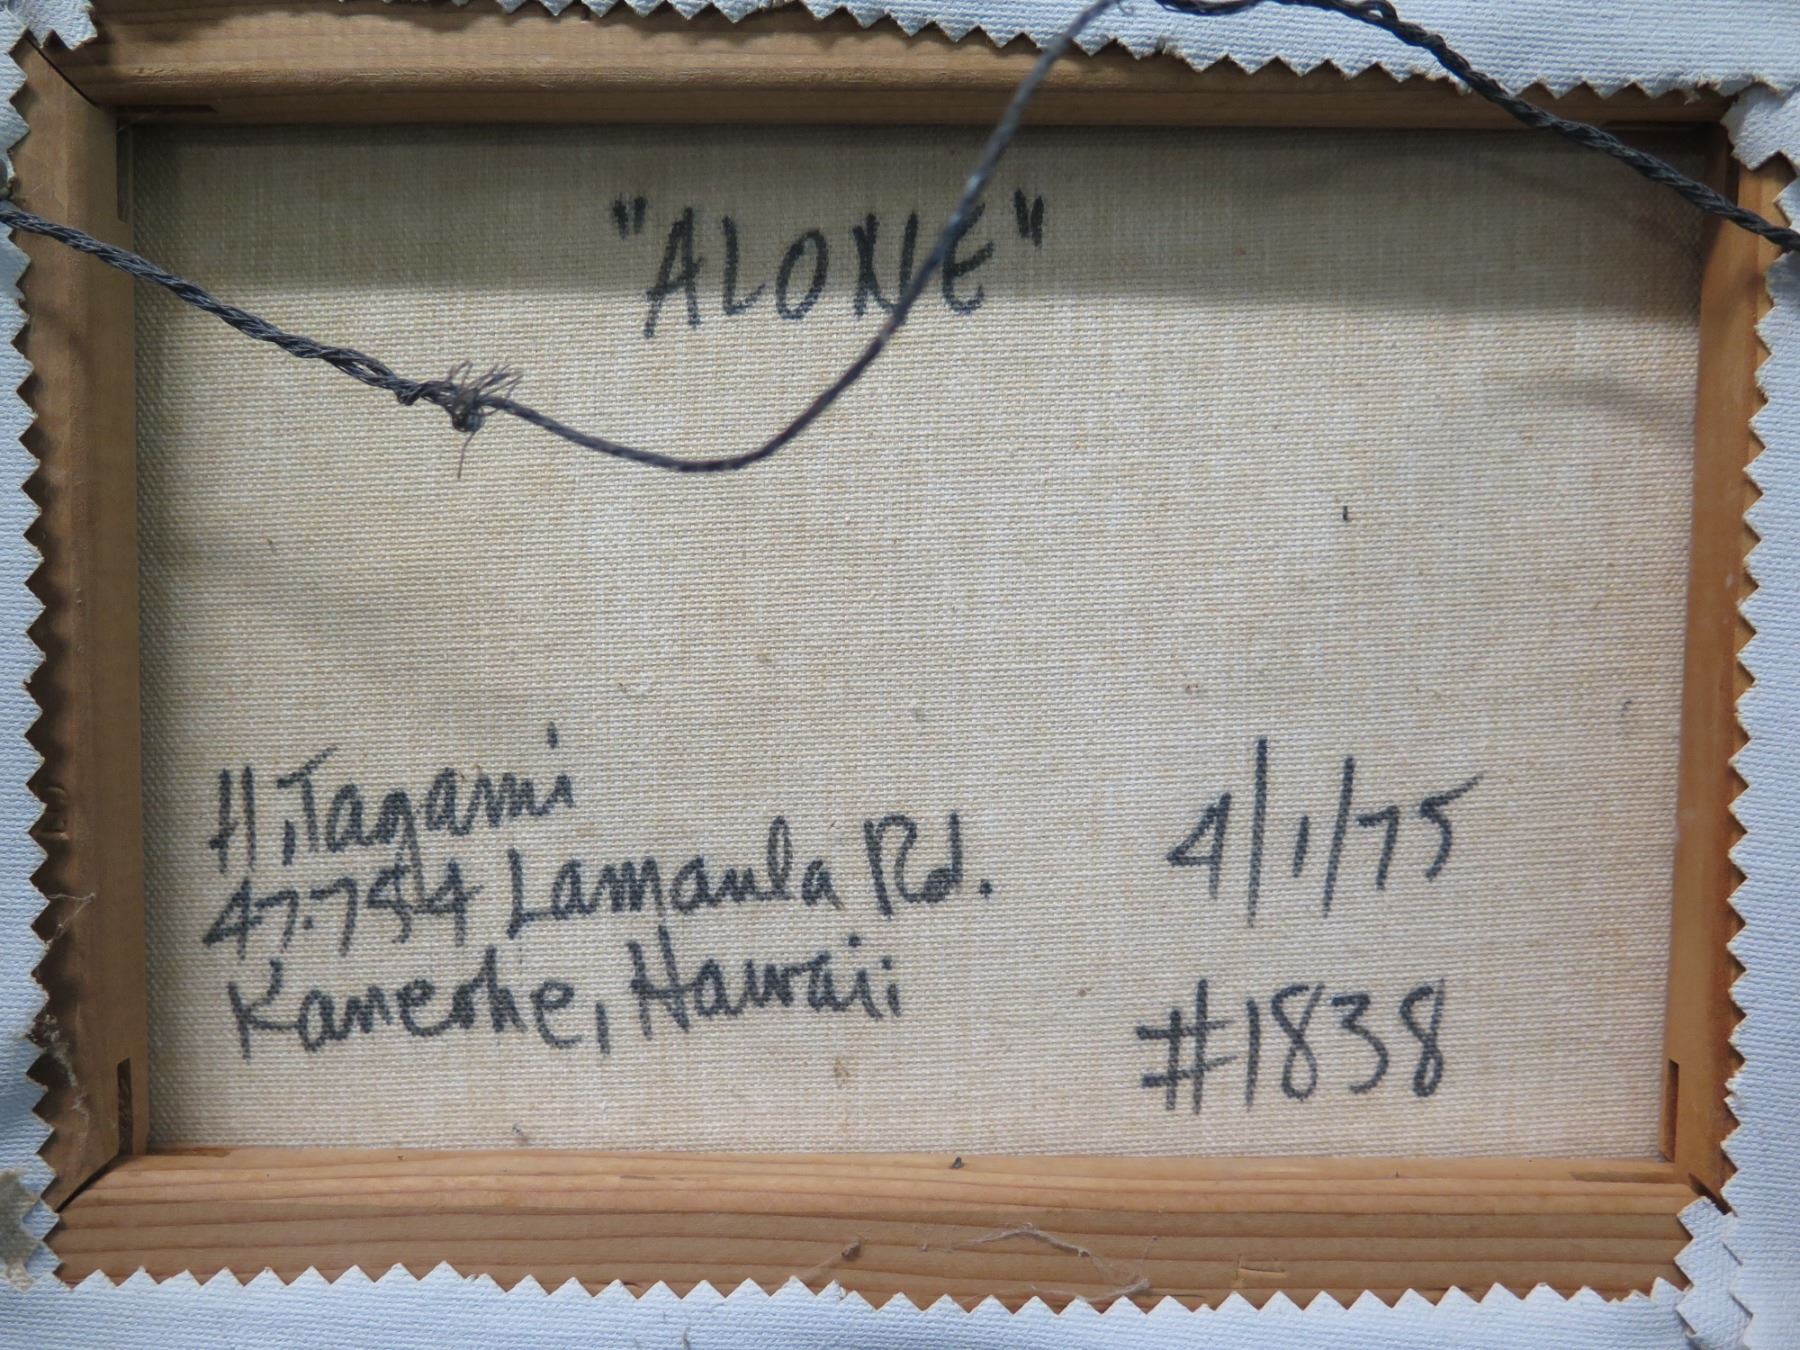 "ALONE"
H. Tagami
47-754 Lamaula Rd.
Kaneohe, Hawaii
4/1/75
#1838